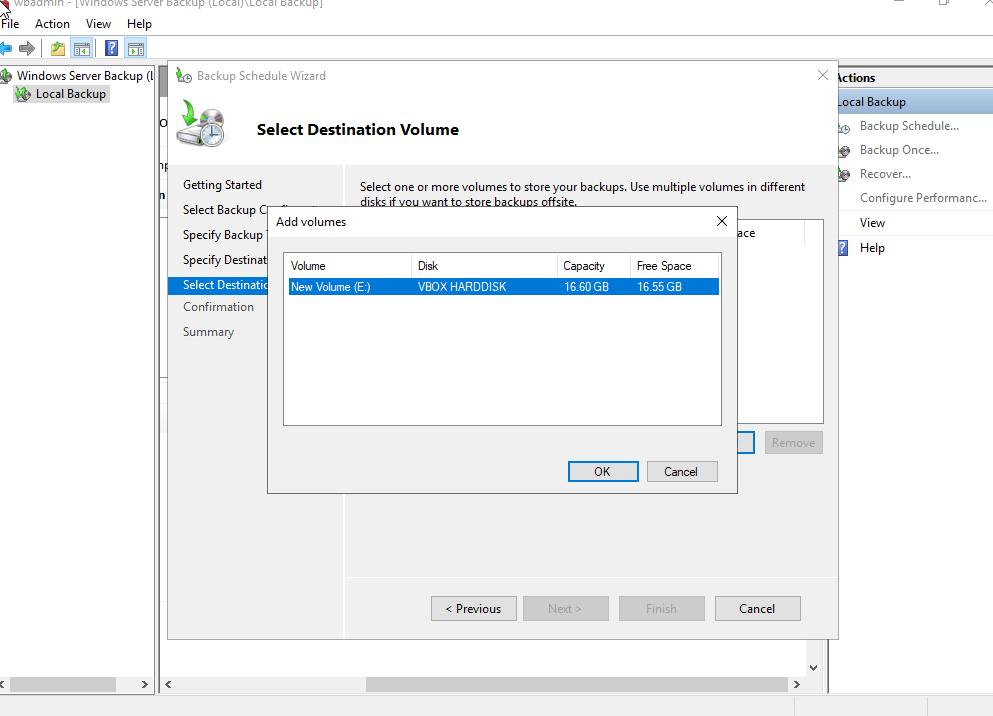 wbadmin - [Windows Server Backup (Local)\Local Backup]
File Action View Help
Windows Server Backup (L
Local Backup
Backup Schedule Wizard
Select Destination Volume
Getting Started
Select Backup
Specify Backup
Specify Destinat
Select Destinatio
Confirmation
Summary
Select one or more volumes to store your backups. Use multiple volumes in different
disks if you want to store backups offsite.
ace
Remove
Add volumes
Volume Disk Capacity Free Space
New Volume (E:) VBOX HARDDISK 16.60 GB 16.55 GB
OK Cancel
< Previous Next > Finish Cancel
Actions
Local Backup
Backup Schedule...
Backup Once...
Recover...
Configure Performanc...
View
Help